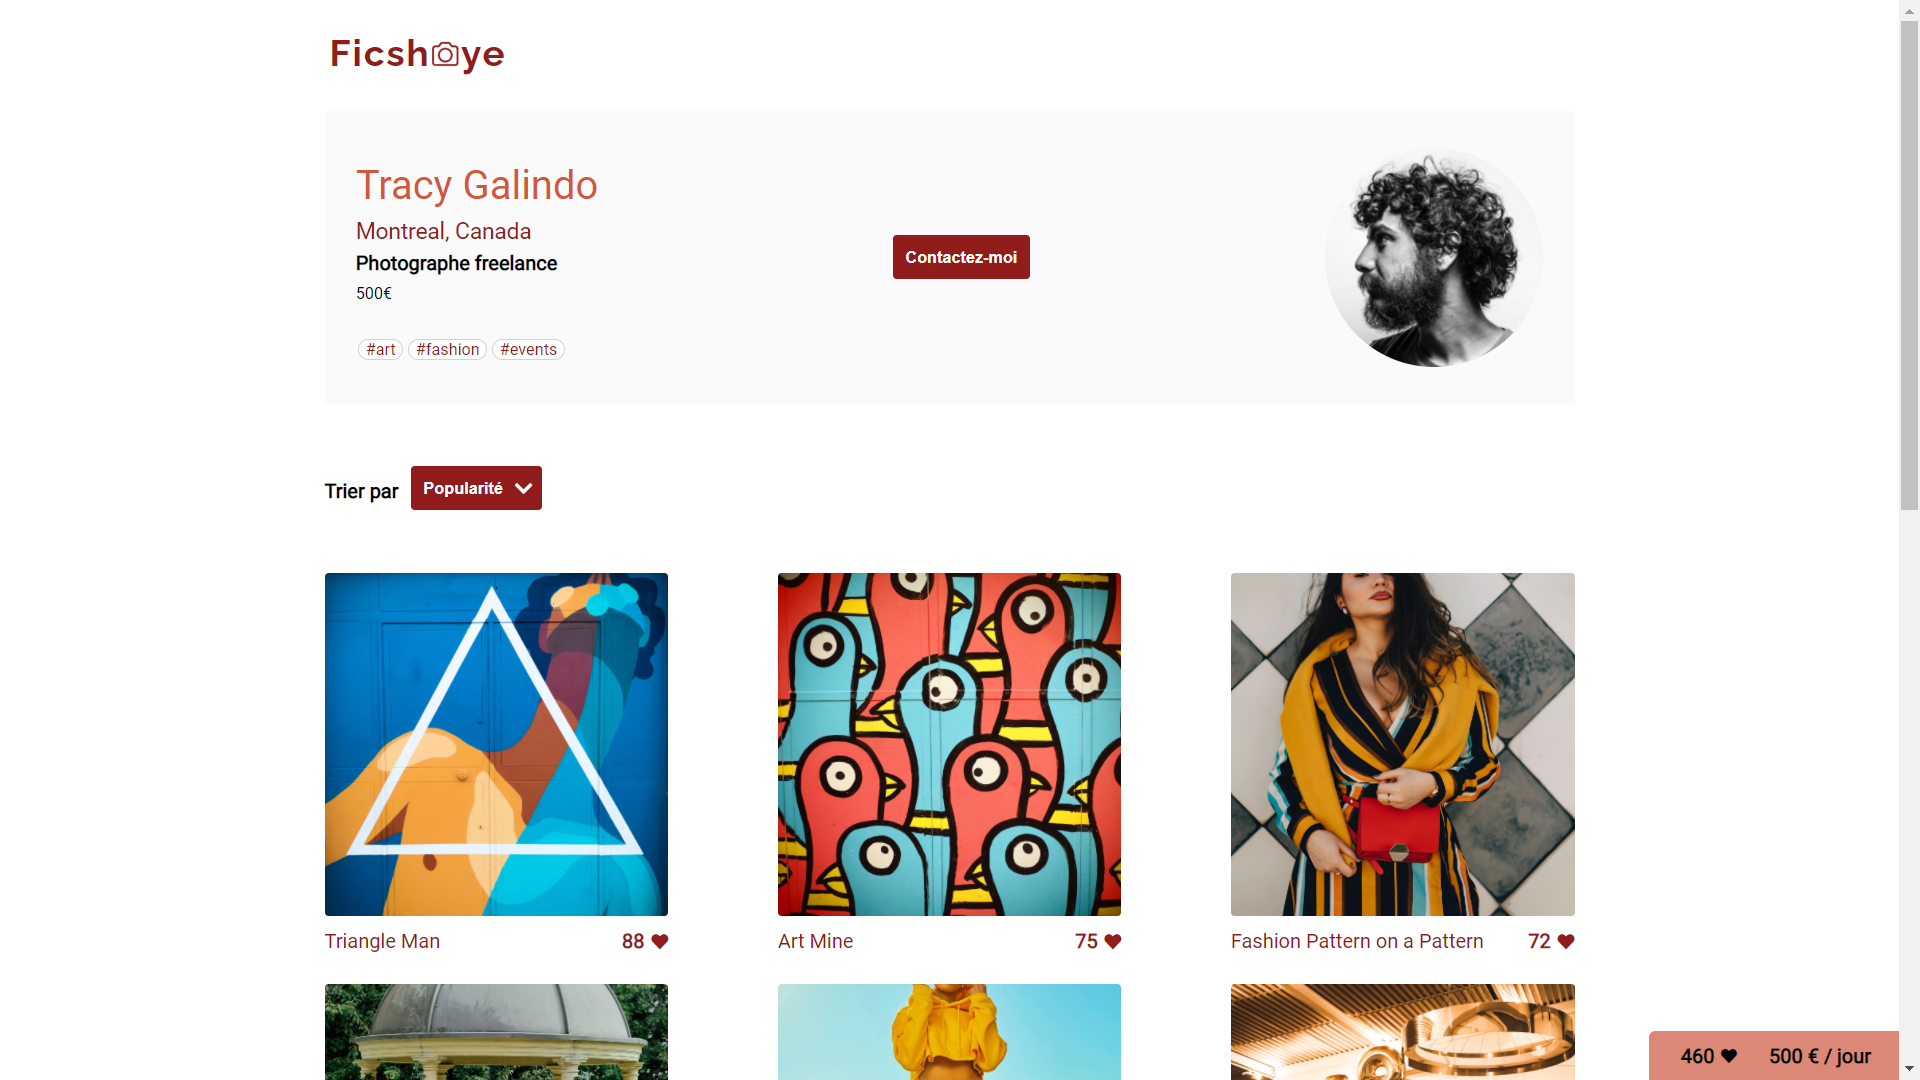 Ficshye
Tracy Galindo
Montreal, Canada
Photographe freelance
500€
#art #fashion #events
Contactez-moi
Trier par Popularité
Triangle Man 88
Art Mine 75
Fashion Pattern on a Pattern 72
460 500 € / jour